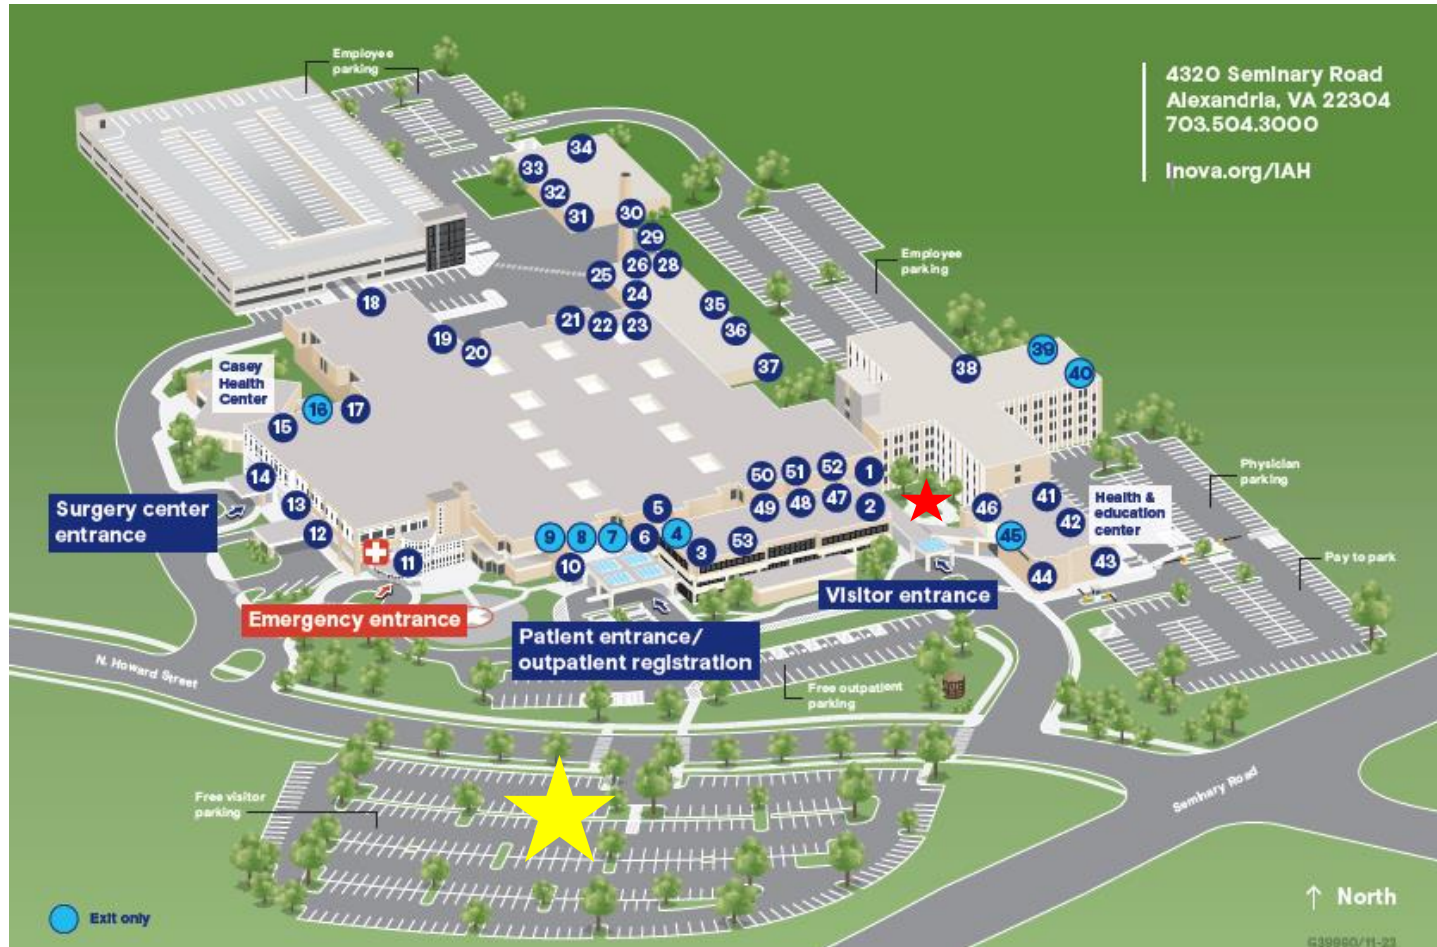 Employee
parking
4320 Seminary Road
Alexandria, VA 22304
703.504.3000
Inova.org/IAH
34
33
32
31
30
29
26
28
25
24
35
36
37
Employee
parking
18
19
20
21
22
23
38
39
40
Casey
Health
Center
16
17
15
14
13
12
11
Surgery center
entrance
Emergency entrance
50
51
52
1
49
48
47
2
5
9
8
7
6
4
3
53
10
46
41
42
45
44
43
Health &
education
center
Physician
parking
Pay to park
Visitor entrance
Patient entrance/
outpatient registration
Free outpatient
parking
N. Howard Street
Seminary Road
Free visitor
parking
Exit only
↑ North
G39960/11-23